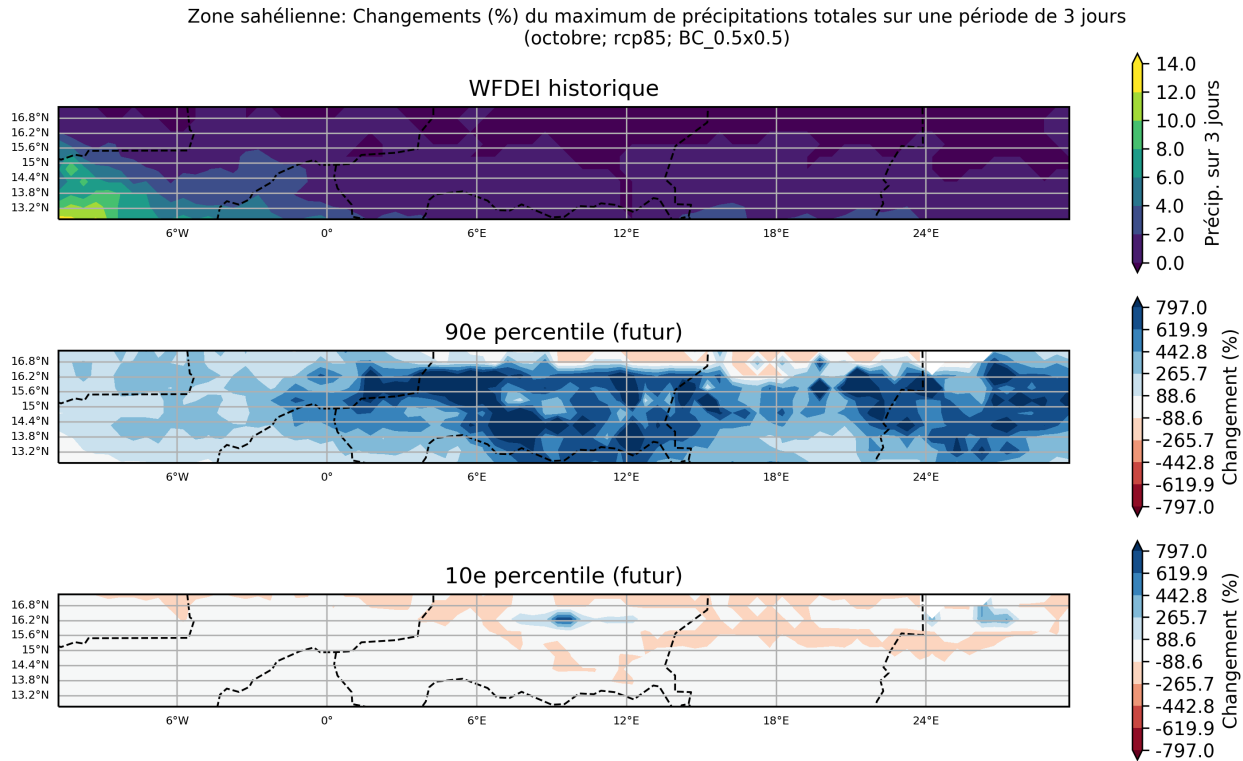 Zone sahélienne: Changements (%) du maximum de précipitations totales sur une période de 3 jours
(octobre; rcp85; BC_0.5x0.5)
WFDEI historique
16.8°N
16.2°N
15.6°N
15°N
14.4°N
13.8°N
13.2°N
6°W 0° 6°E 12°E 18°E 24°E
14.0
12.0
10.0
8.0
6.0
4.0
2.0
0.0
Précip. sur 3 jours
90e percentile (futur)
16.8°N
16.2°N
15.6°N
15°N
14.4°N
13.8°N
13.2°N
6°W 0° 6°E 12°E 18°E 24°E
797.0
619.9
442.8
265.7
88.6
-88.6
-265.7
-442.8
-619.9
-797.0
Changement (%)
10e percentile (futur)
16.8°N
16.2°N
15.6°N
15°N
14.4°N
13.8°N
13.2°N
6°W 0° 6°E 12°E 18°E 24°E
797.0
619.9
442.8
265.7
88.6
-88.6
-265.7
-442.8
-619.9
-797.0
Changement (%)